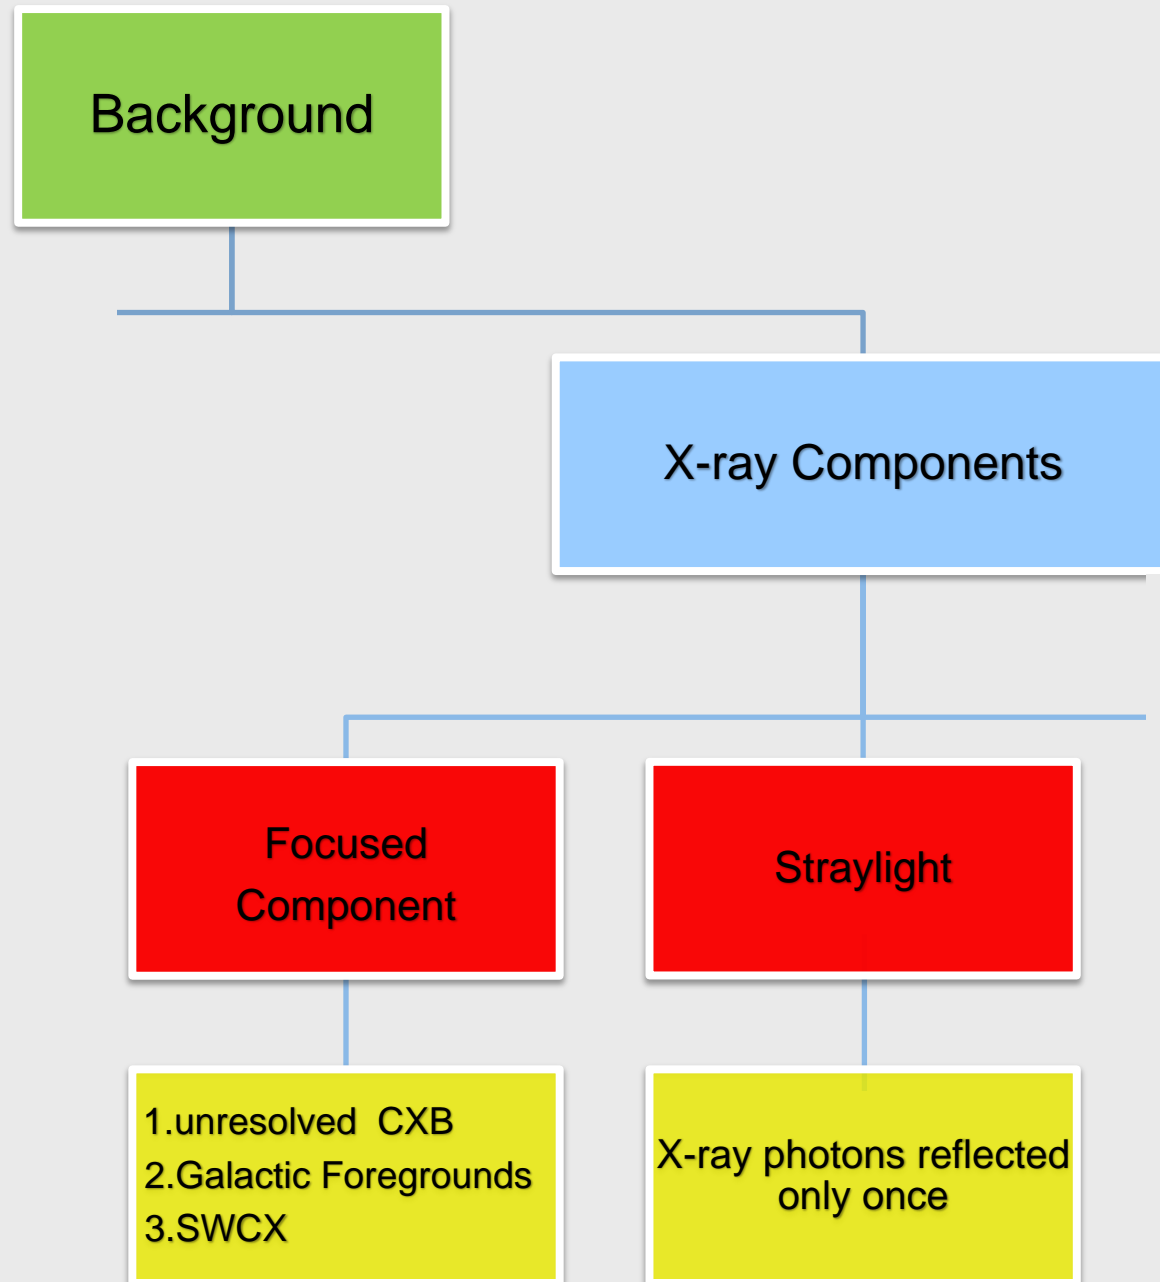 Background
X-ray Components
Focused
Component
Straylight
1.unresolved  CXB
2.Galactic Foregrounds
3.SWCX
X-ray photons reflected
only once